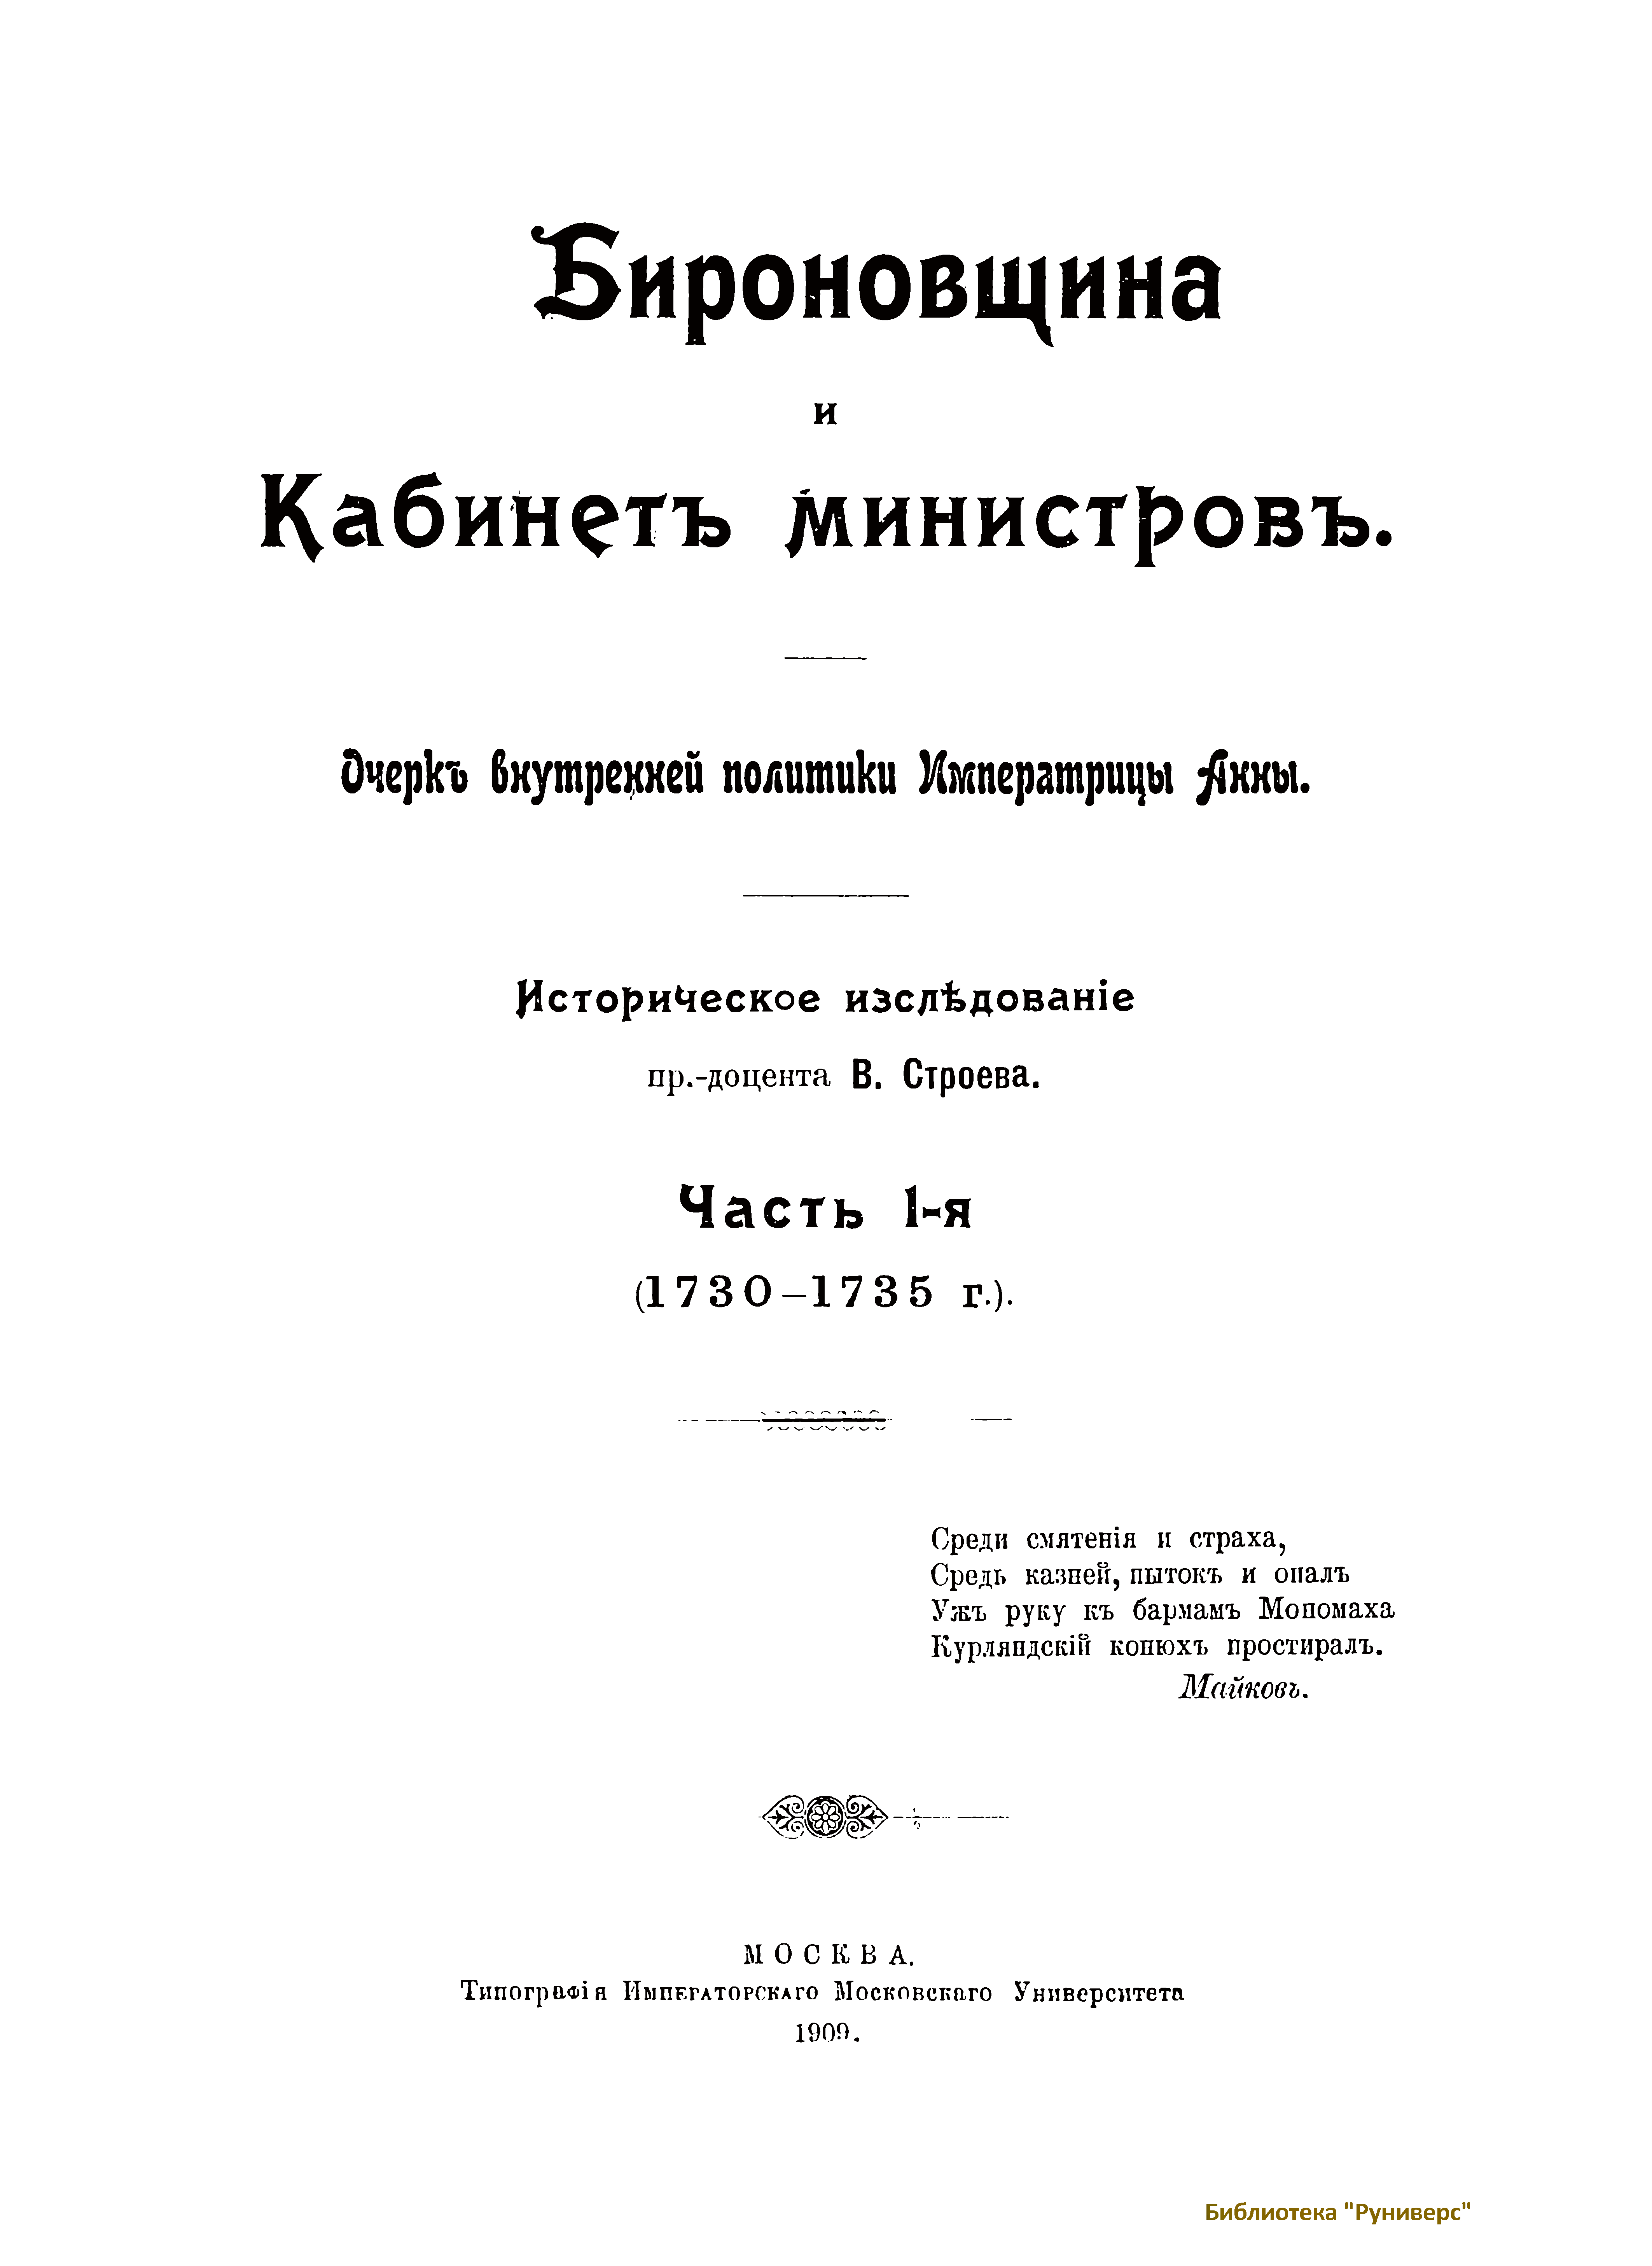 Бироновщина
и
Кабинетъ министровъ.
Очеркъ внутренней политики Императрицы Анны.
Историческое изслѣдованіе
пр.-доцента В. Строева.
Часть 1-я
(1730–1735 г.).
Среди смятенія и страха,
Средь казней, пытокъ и опалъ
Ужъ руку къ бармамъ Мономаха
Курляндскій конюхъ простиралъ.
Майковъ.
МОСКВА.
Типографія Императорскаго Московскаго Университета
1909.
Библиотека "Руниверс"